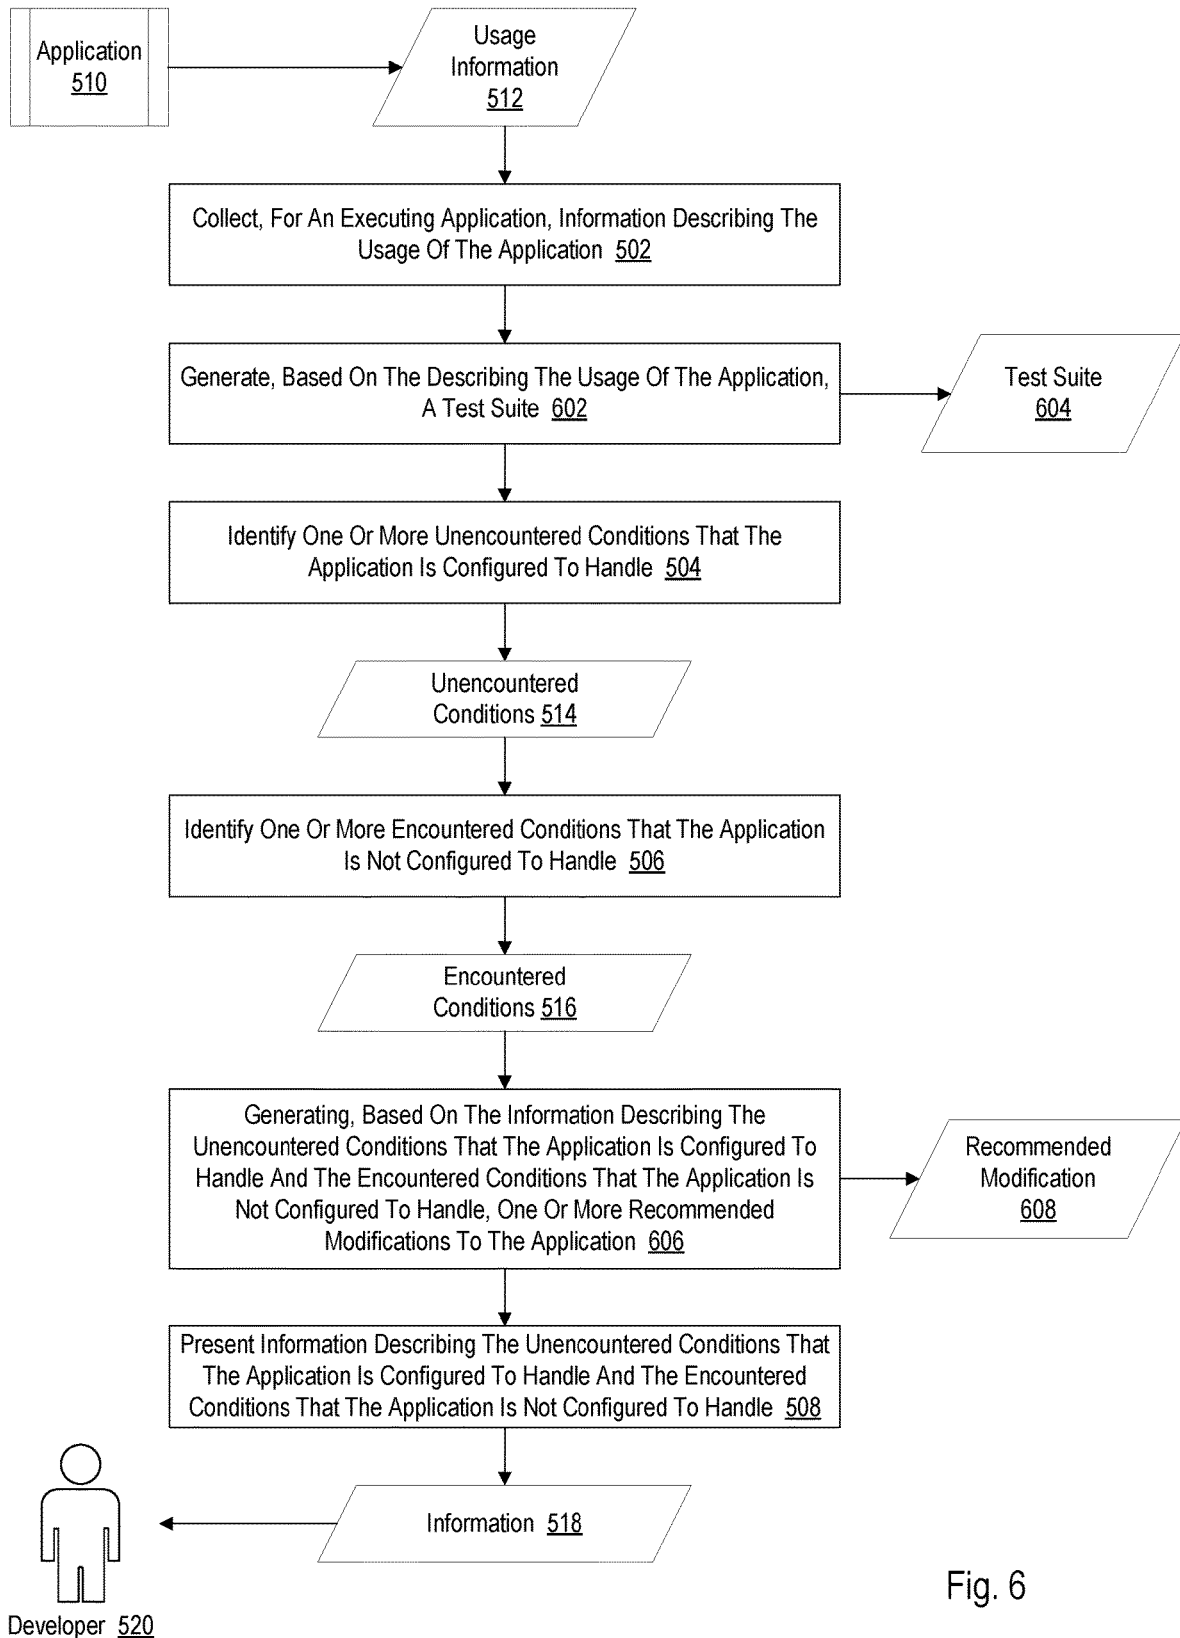 Application
510
Usage
Information
512
Collect, For An Executing Application, Information Describing The
Usage Of The Application 502
Generate, Based On The Describing The Usage Of The Application,
A Test Suite 602
Test Suite
604
Identify One Or More Unencountered Conditions That The
Application Is Configured To Handle 504
Unencountered
Conditions 514
Identify One Or More Encountered Conditions That The Application
Is Not Configured To Handle 506
Encountered
Conditions 516
Generating, Based On The Information Describing The
Unencountered Conditions That The Application Is Configured To
Handle And The Encountered Conditions That The Application Is
Not Configured To Handle, One Or More Recommended
Modifications To The Application 606
Recommended
Modification
608
Present Information Describing The Unencountered Conditions That
The Application Is Configured To Handle And The Encountered
Conditions That The Application Is Not Configured To Handle 508
Information 518
Developer 520
Fig. 6